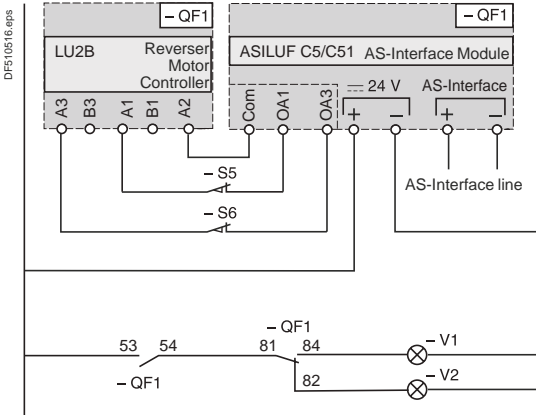 DF510516.eps
– QF1
– QF1
LU2B
Reverser
Motor
Controller
ASILUF C5/C51
AS-Interface Module
A3
B3
A1
B1
A2
Com
OA1
OA3
24 V
AS-Interface
+
–
+
–
– S5
AS-Interface line
– S6
53
54
81
– QF1
84
– V1
– QF1
82
– V2